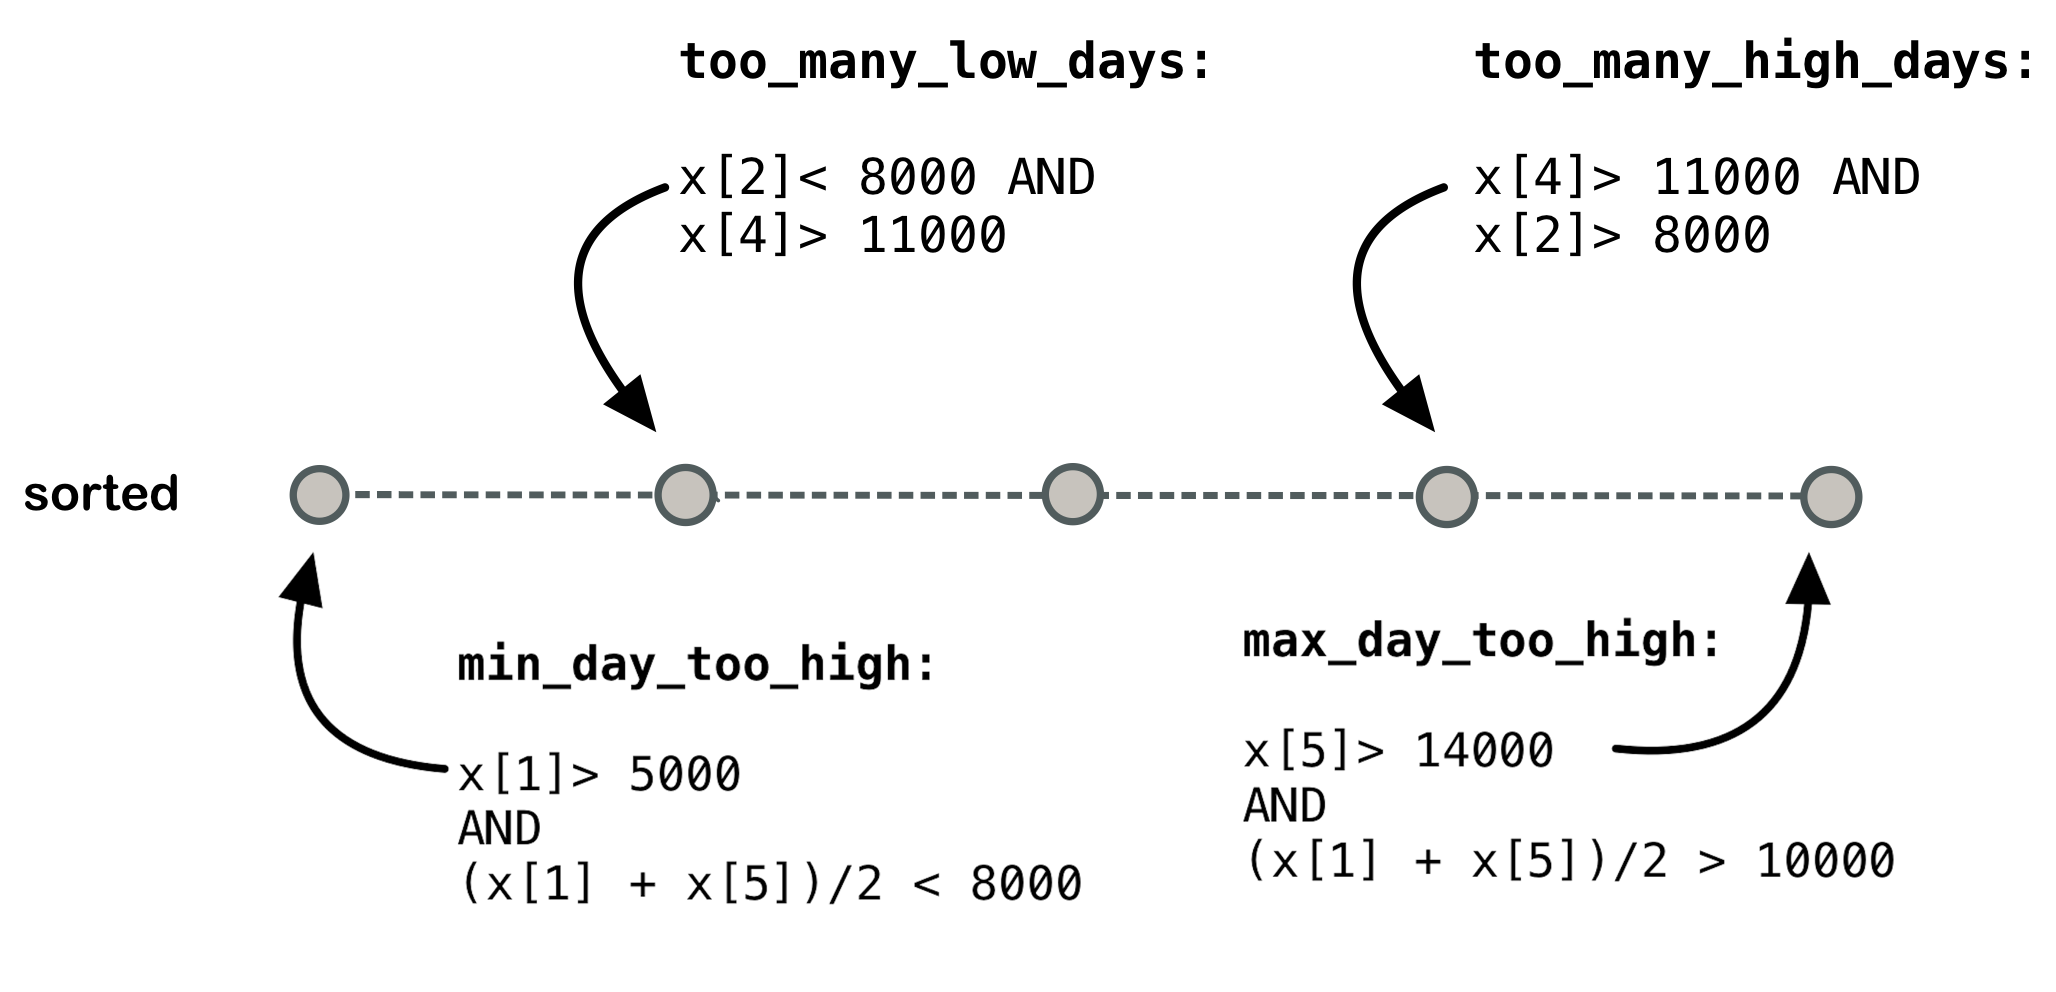 too_many_low_days:
x[2]< 8000 AND
x[4]> 11000
too_many_high_days:
x[4]> 11000 AND
x[2]> 8000
sorted
min_day_too_high:
x[1]> 5000
AND
(x[1] + x[5])/2 < 8000
max_day_too_high:
x[5]> 14000
AND
(x[1] + x[5])/2 > 10000